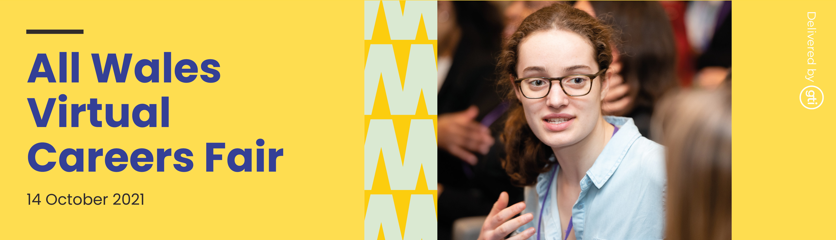 All Wales
Virtual
Careers Fair
14 October 2021
Delivered by gti